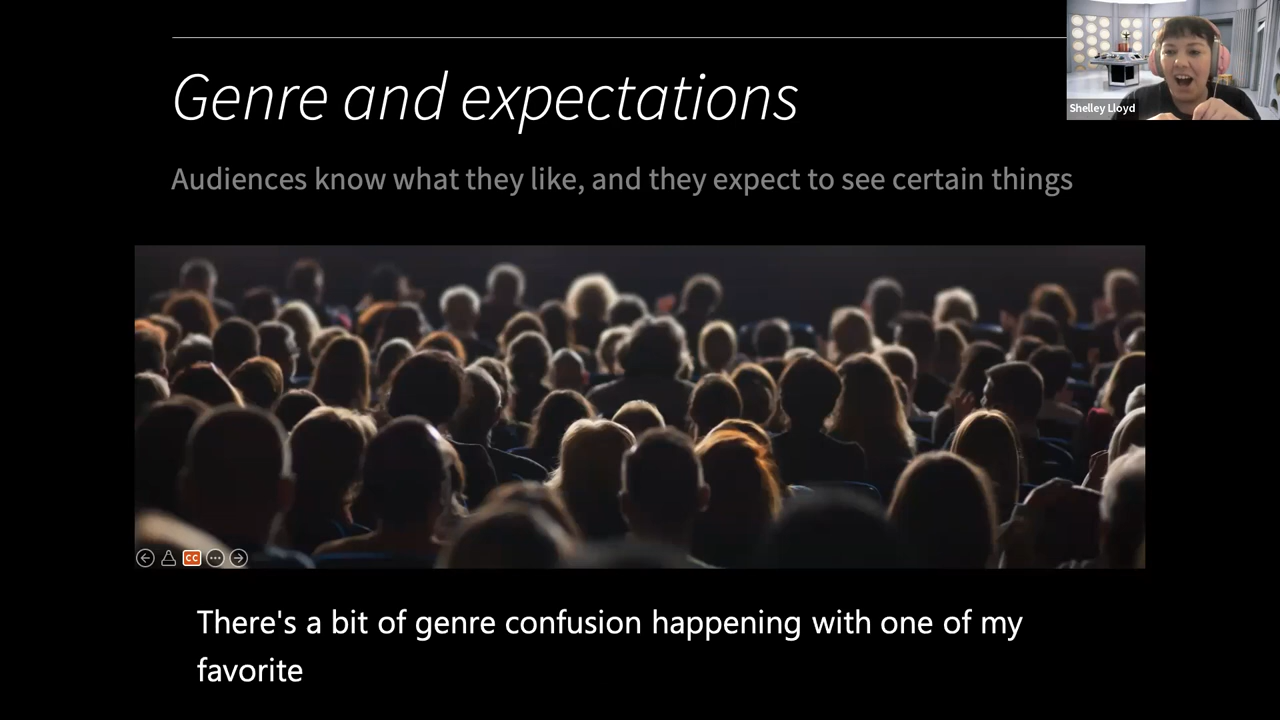 Genre and expectations
Shelley Lloyd
Audiences know what they like, and they expect to see certain things
CC
There's a bit of genre confusion happening with one of my
favorite